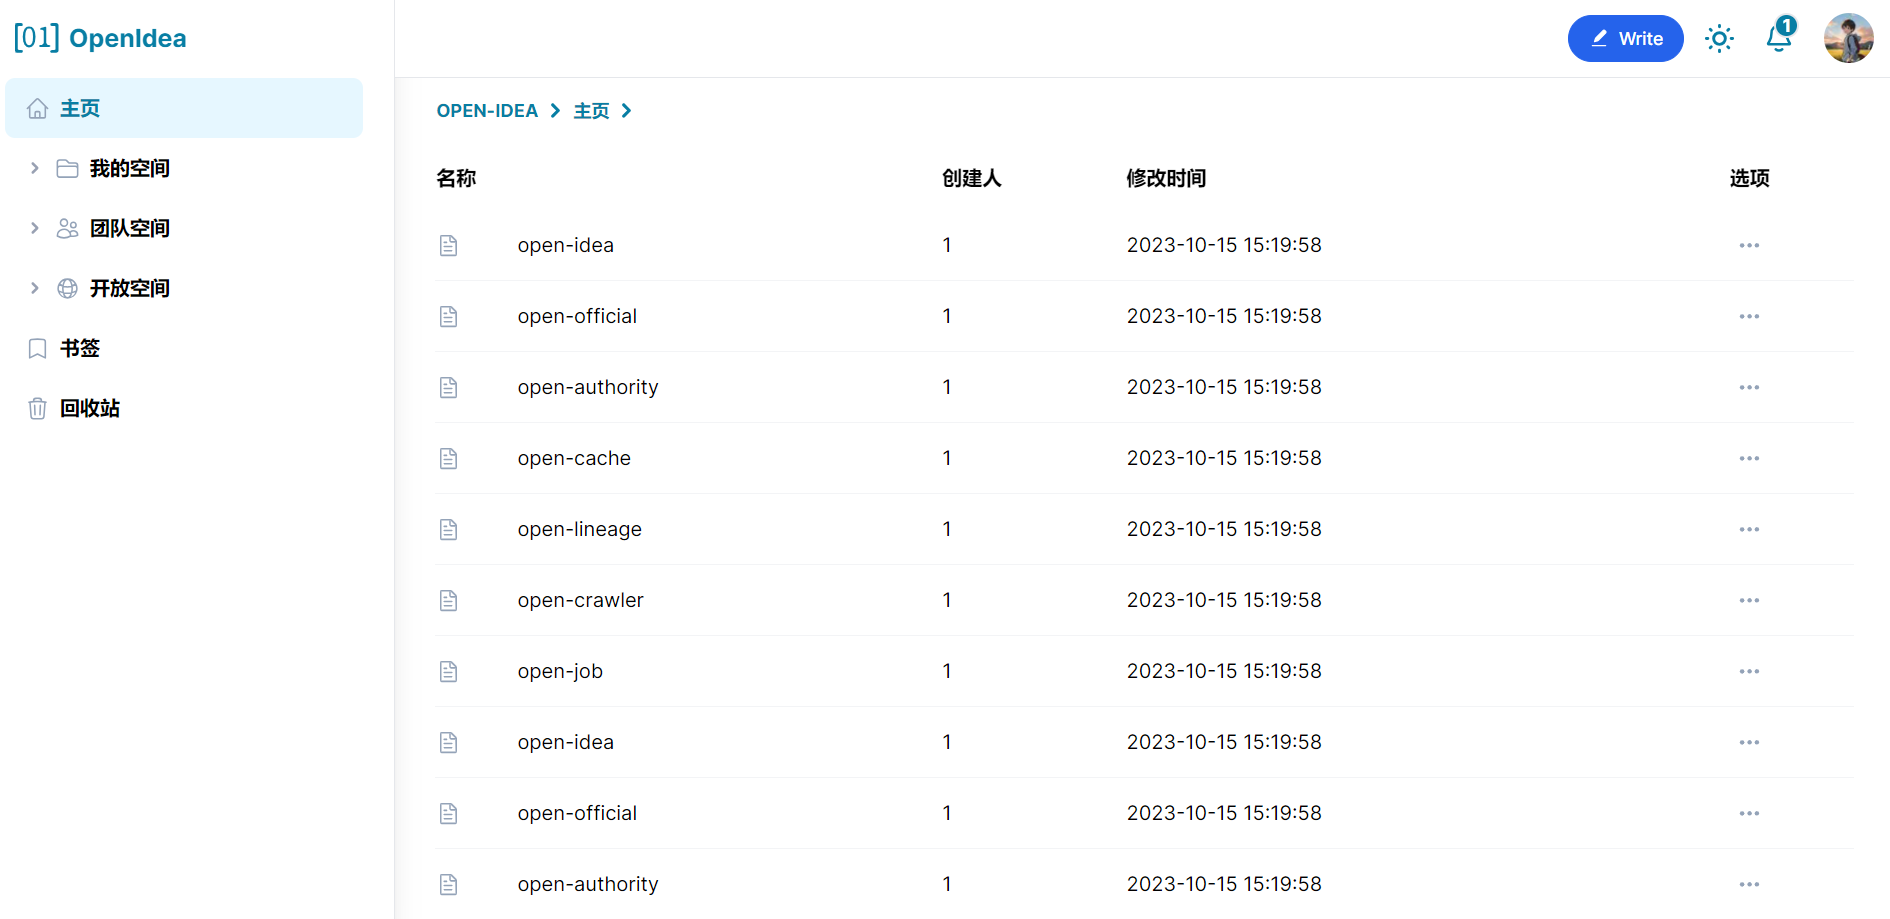 [01] OpenIdea
Write
1
主页
我的空间
团队空间
开放空间
书签
回收站
OPEN-IDEA > 主页 >
名称 创建人 修改时间 选项
open-idea 1 2023-10-15 15:19:58 ...
open-official 1 2023-10-15 15:19:58 ...
open-authority 1 2023-10-15 15:19:58 ...
open-cache 1 2023-10-15 15:19:58 ...
open-lineage 1 2023-10-15 15:19:58 ...
open-crawler 1 2023-10-15 15:19:58 ...
open-job 1 2023-10-15 15:19:58 ...
open-idea 1 2023-10-15 15:19:58 ...
open-official 1 2023-10-15 15:19:58 ...
open-authority 1 2023-10-15 15:19:58 ...